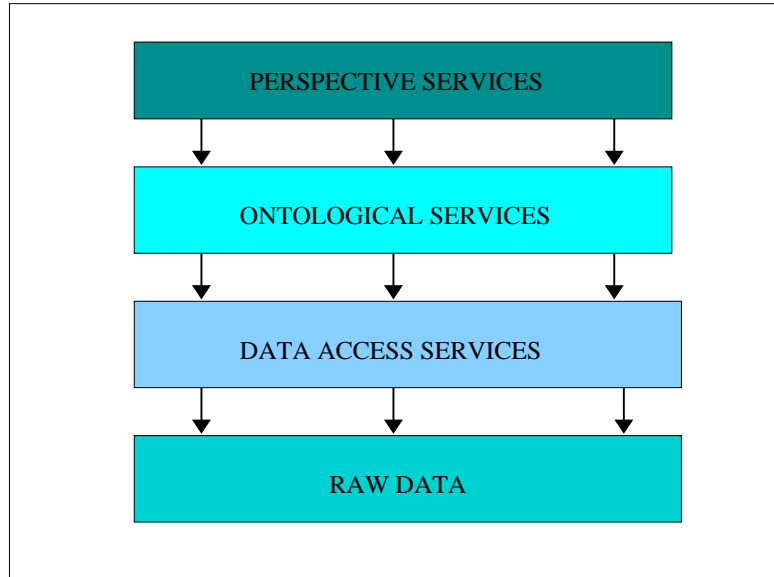 PERSPECTIVE SERVICES
ONTOLOGICAL SERVICES
DATA ACCESS SERVICES
RAW DATA